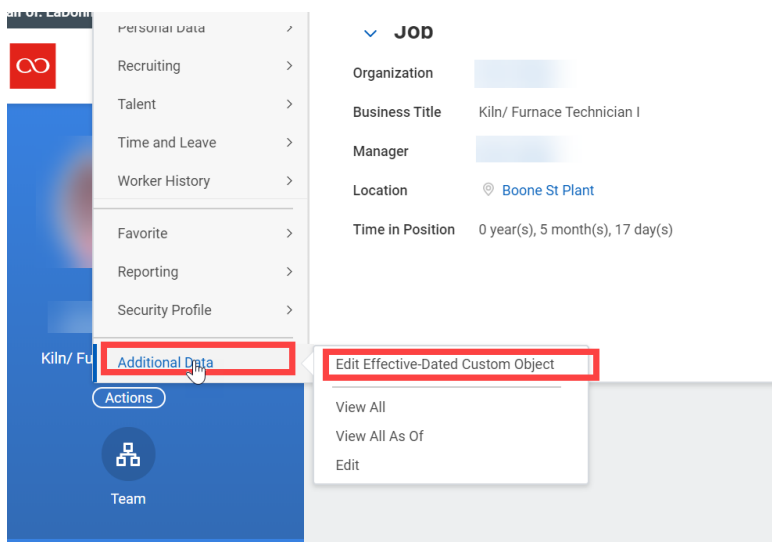 Personal Data
Recruiting
Talent
Time and Leave
Worker History
Favorite
Reporting
Security Profile
Additional Data
Edit Effective-Dated Custom Object
View All
View All As Of
Edit
Kiln/ Fu
Actions
Team
Job
Organization
Business Title Kiln/ Furnace Technician I
Manager
Location Boone St Plant
Time in Position 0 year(s), 5 month(s), 17 day(s)